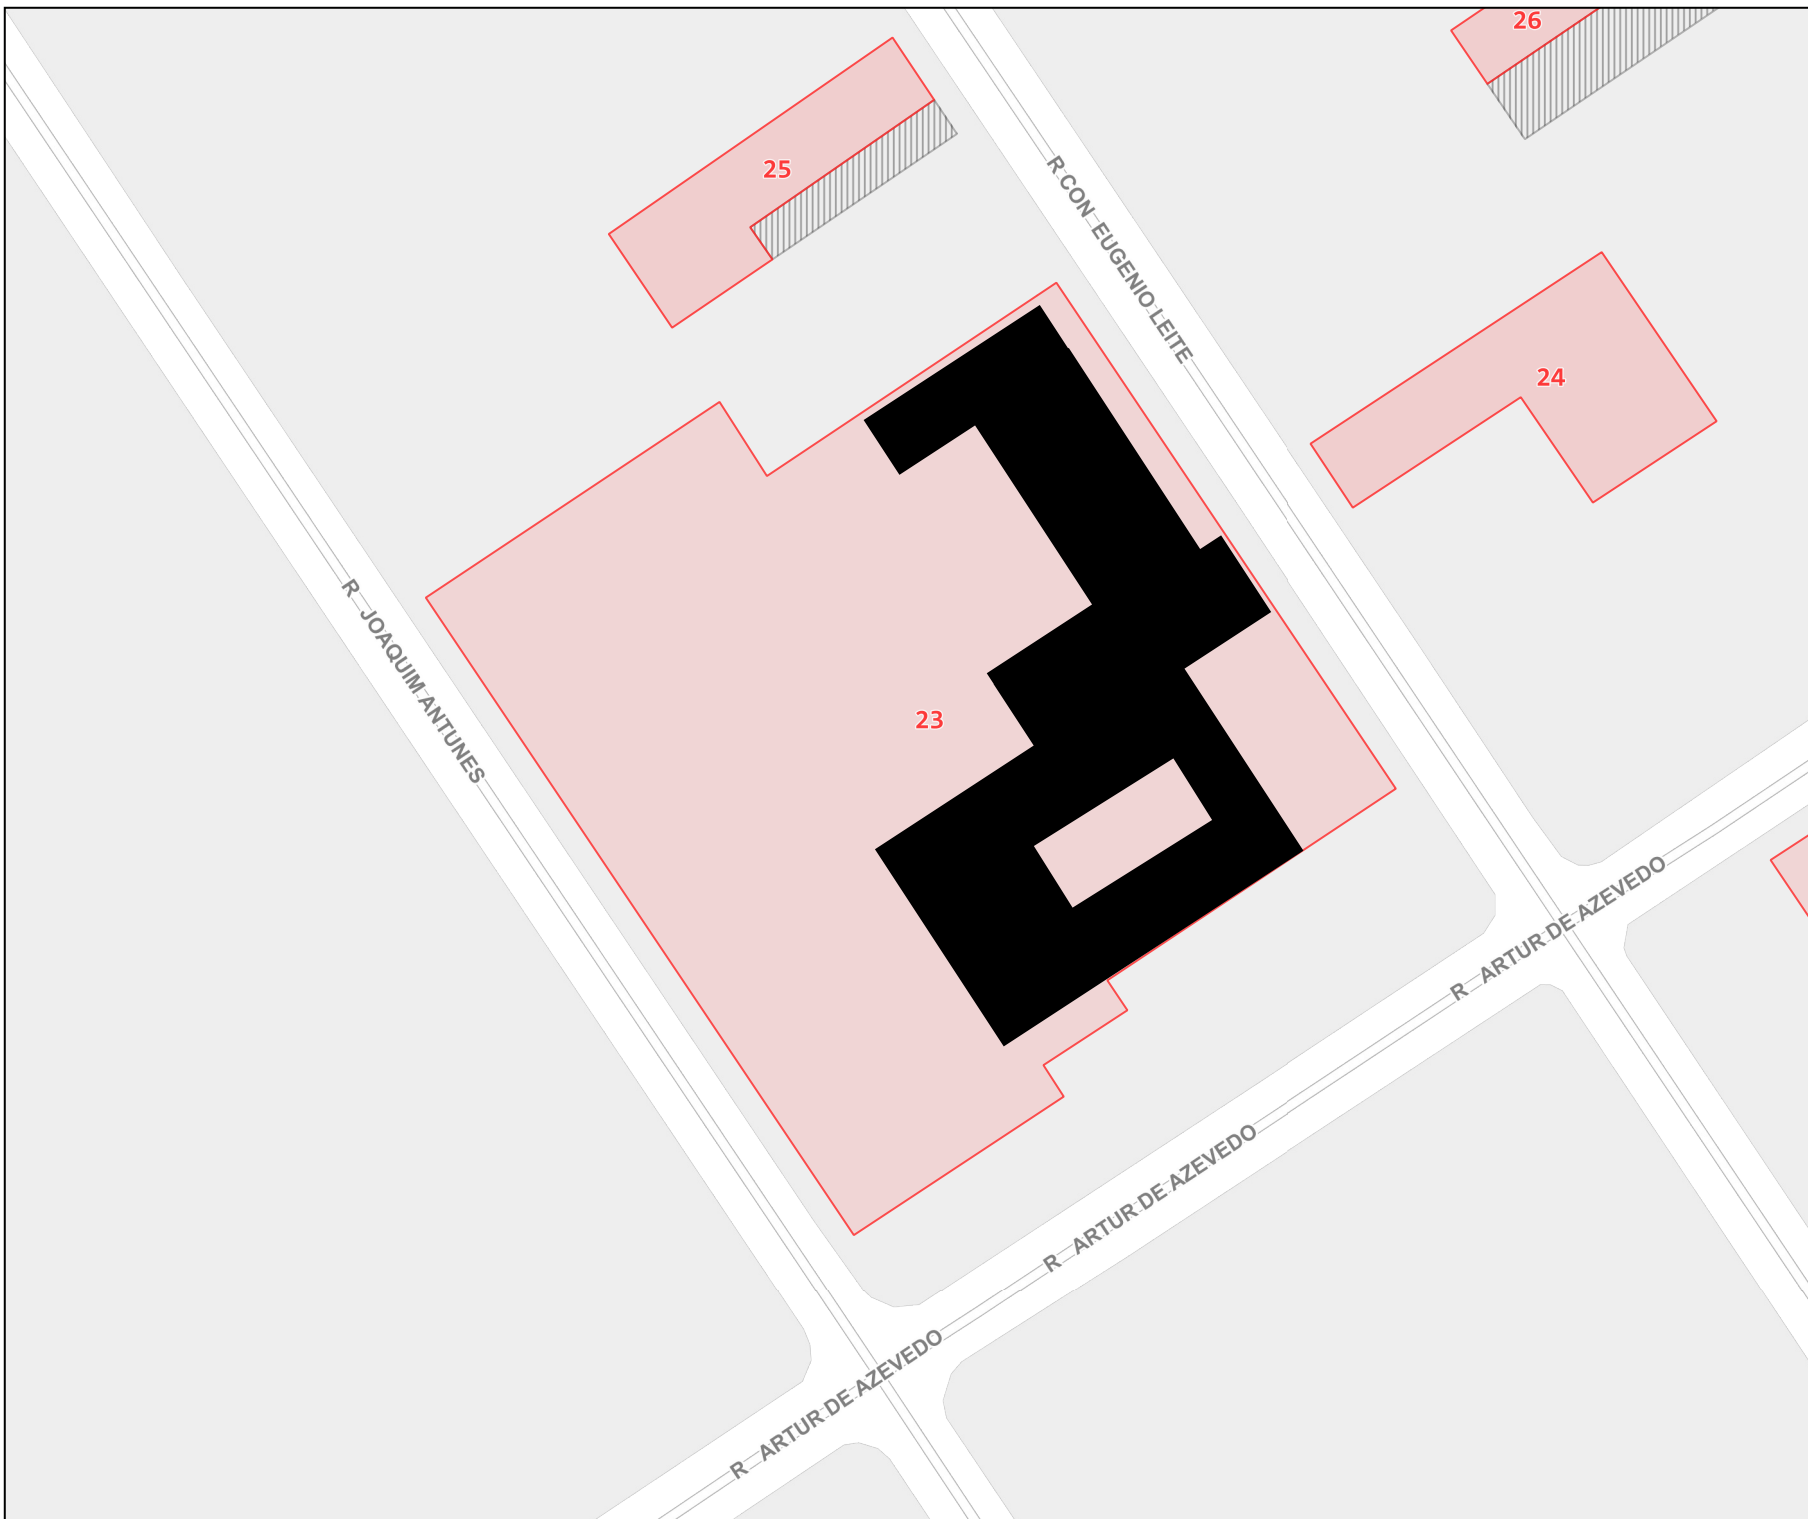 26
25
R CON EUGENIO LEITE
24
R JOAQUIM ANTUNES
23
R ARTUR DE AZEVEDO
R ARTUR DE AZEVEDO
R ARTUR DE AZEVEDO